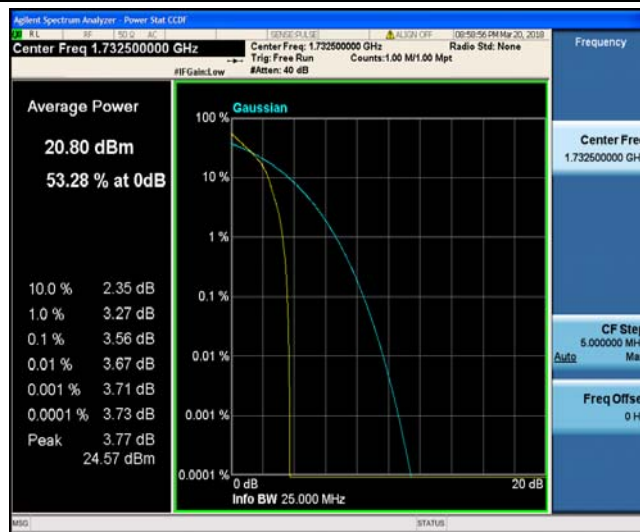 Agilent Spectrum Analyzer - Power Stat CCDF
RL RF 50 Ω AC SENSE:PULSE ALIGN OFF 08:58:56 PM Mar 20, 2018
Center Freq 1.732500000 GHz
Center Freq: 1.732500000 GHz
Radio Std: None
Trig: Free Run Counts:1.00 M/1.00 Mpt
#IFGain:Low #Atten: 40 dB
Frequency
Average Power
20.80 dBm
53.28 % at 0dB
10.0 % 2.35 dB
1.0 % 3.27 dB
0.1 % 3.56 dB
0.01 % 3.67 dB
0.001 % 3.71 dB
0.0001 % 3.73 dB
Peak 3.77 dB
24.57 dBm
Gaussian
100 %
10 %
1 %
0.1 %
0.01 %
0.001 %
0.0001 %
0 dB 20 dB
Info BW 25.000 MHz
Center Fre
1.732500000 GH
CF Step
5.000000 MH
Auto Ma
Freq Offse
0 H
MSG STATUS